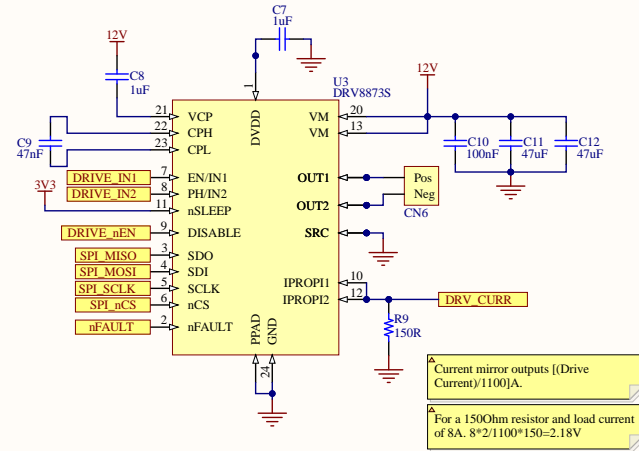 C7
1uF
12V
C8
1uF
U3
DRV8873S
12V
1
DVDD
21
VCP
22
CPH
23
CPL
C9
47nF
VM
20
VM
13
C10
100nF
C11
47uF
C12
47uF
DRIVE_IN1
7
EN/IN1
DRIVE_IN2
8
PH/IN2
3V3
11
nSLEEP
OUT1
Pos
Neg
OUT2
CN6
DRIVE_nEN
9
DISABLE
SRC
SPI_MISO
3
SDO
SPI_MOSI
4
SDI
SPI_SCLK
5
SCLK
SPI_nCS
6
nCS
nFAULT
2
nFAULT
IPROPI1
10
IPROPI2
12
DRV_CURR
R9
150R
PPAD
GND
24
Current mirror outputs [(Drive
Current)/1100]A.
For a 150Ohm resistor and load current
of 8A. 8*2/1100*150=2.18V